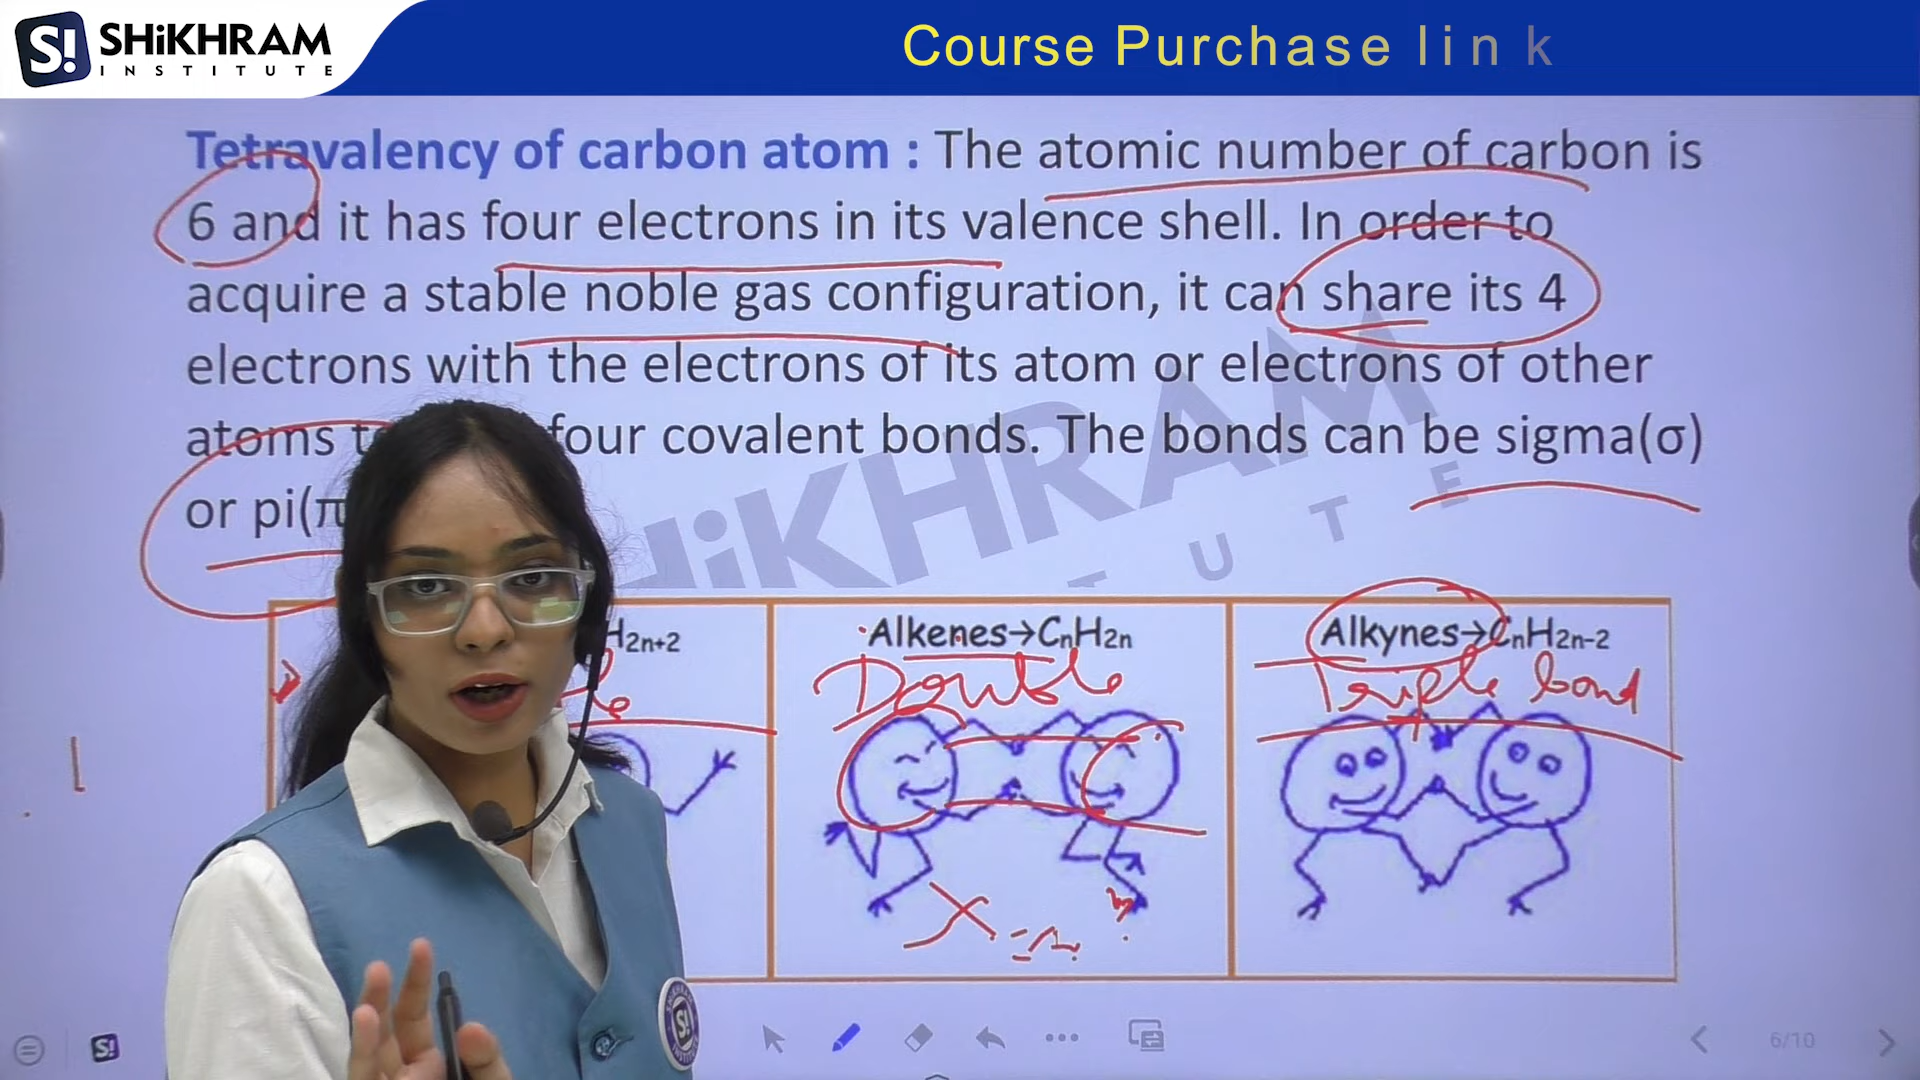 SHiKHRAM
INSTITUTE
Course Purchase link
Tetravalency of carbon atom : The atomic number of carbon is
6 and it has four electrons in its valence shell. In order to
acquire a stable noble gas configuration, it can share its 4
electrons with the electrons of its atom or electrons of other
atoms four covalent bonds. The bonds can be sigma(σ)
or pi(π
SHiKHRAM
H2n+2
Alkenes→CnH2n
Alkynes→CnH2n-2
Double
Triple bond
6/10